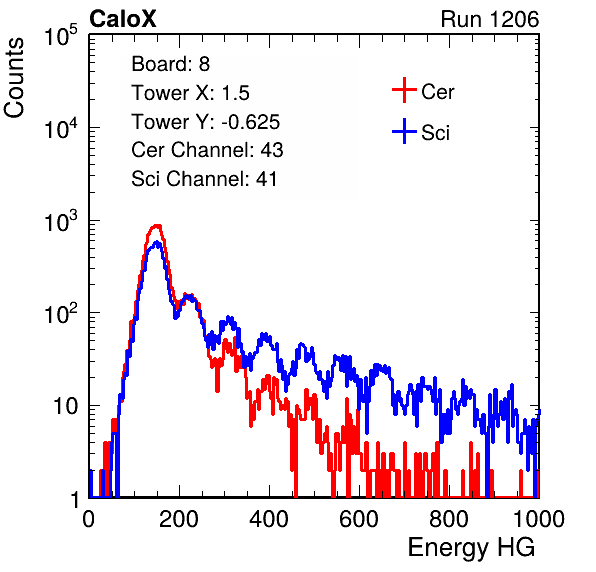 CaloX Run 1206
Counts
Board: 8
Tower X: 1.5
Tower Y: -0.625
Cer Channel: 43
Sci Channel: 41
Cer
Sci
10^5
10^4
10^3
10^2
10
1
0 200 400 600 800 1000
Energy HG